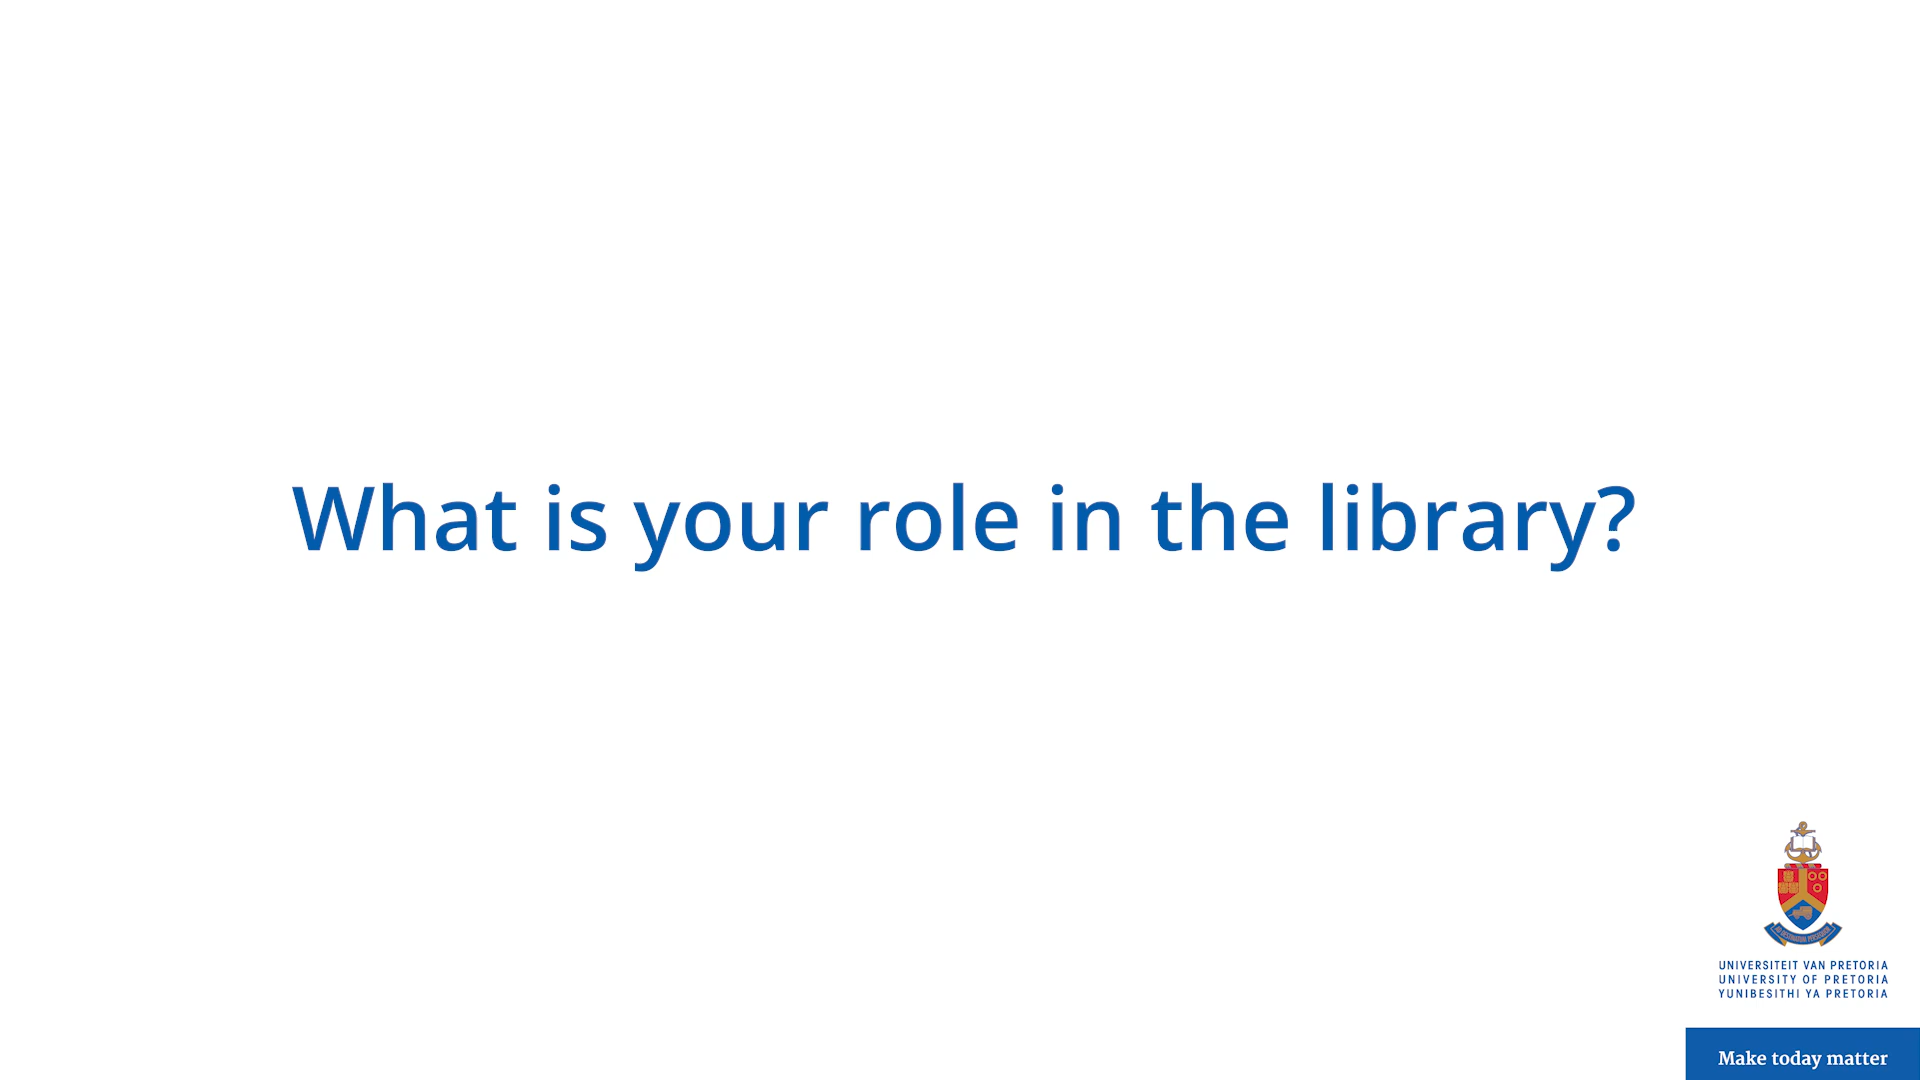 What is your role in the library?
UNIVERSITEIT VAN PRETORIA
UNIVERSITY OF PRETORIA
YUNIBESITHI YA PRETORIA
Make today matter